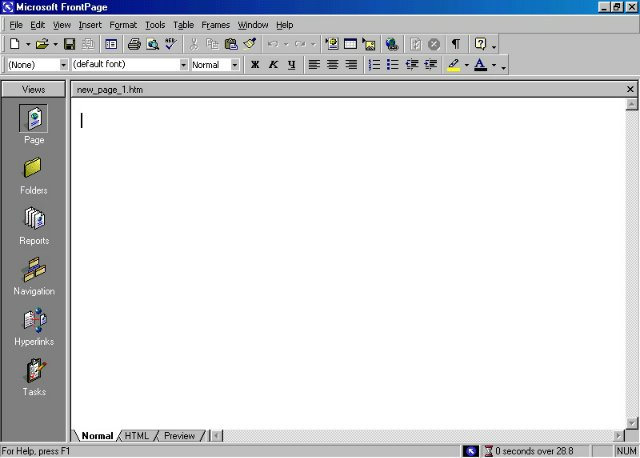 Microsoft FrontPage
File Edit View Insert Format Tools Table Frames Window Help
(None) (default font) Normal Ж К Ч
Views new_page_1.htm
Page
Folders
Reports
Navigation
Hyperlinks
Tasks
Normal HTML Preview
For Help, press F1 0 seconds over 28.8 NUM